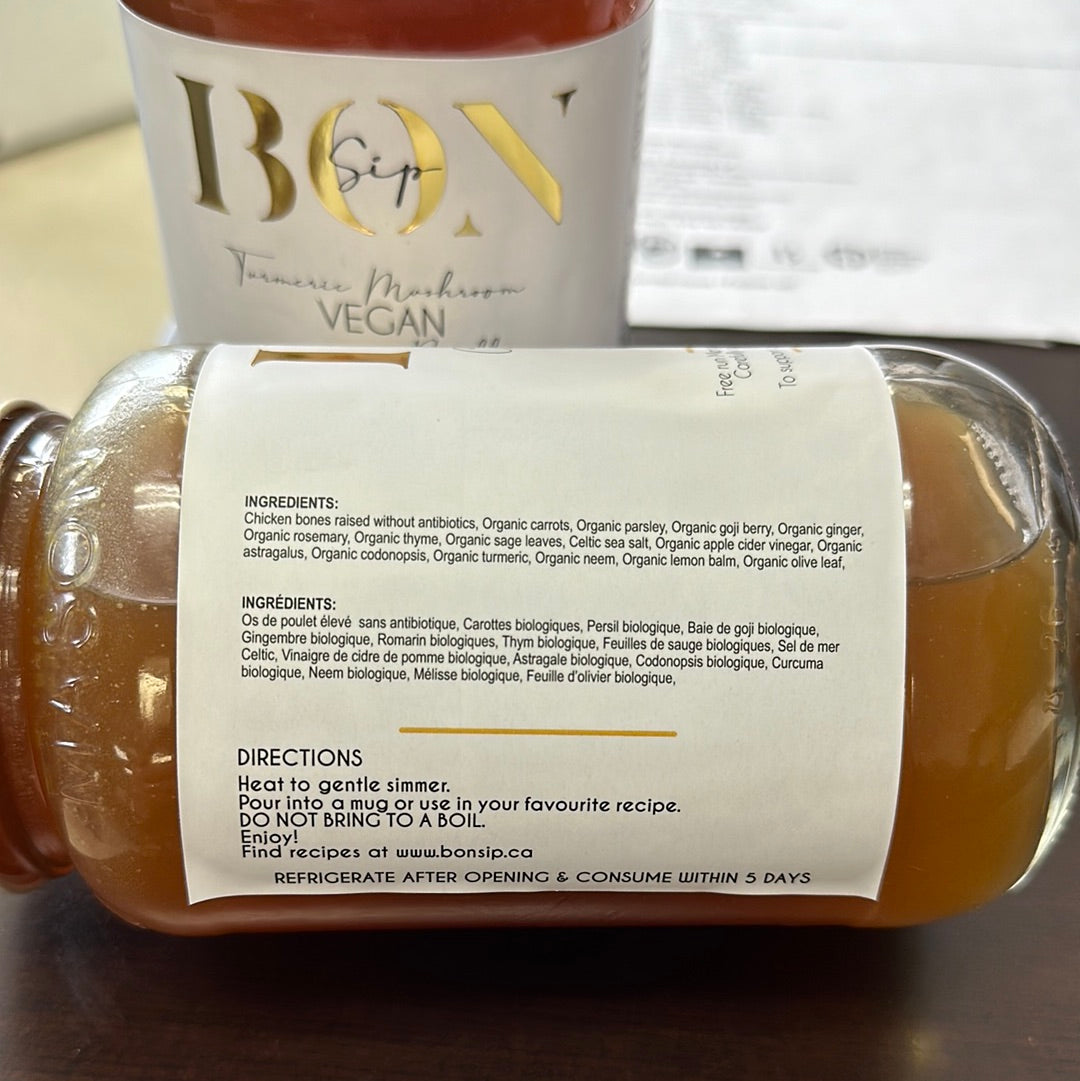 BON
Sip
Turmeric Mushroom
VEGAN
Free run
To support
INGREDIENTS:
Chicken bones raised without antibiotics, Organic carrots, Organic parsley, Organic goji berry, Organic ginger,
Organic rosemary, Organic thyme, Organic sage leaves, Celtic sea salt, Organic apple cider vinegar, Organic
astragalus, Organic codonopsis, Organic turmeric, Organic neem, Organic lemon balm, Organic olive leaf,
INGRÉDIENTS:
Os de poulet élevé sans antibiotique, Carottes biologiques, Persil biologique, Baie de goji biologique,
Gingembre biologique, Romarin biologiques, Thym biologique, Feuilles de sauge biologiques, Sel de mer
Celtic, Vinaigre de cidre de pomme biologique, Astragale biologique, Codonopsis biologique, Curcuma
biologique, Neem biologique, Mélisse biologique, Feuille d'olivier biologique,
DIRECTIONS
Heat to gentle simmer.
Pour into a mug or use in your favourite recipe.
DO NOT BRING TO A BOIL.
Enjoy!
Find recipes at www.bonsip.ca
REFRIGERATE AFTER OPENING & CONSUME WITHIN 5 DAYS
MASON